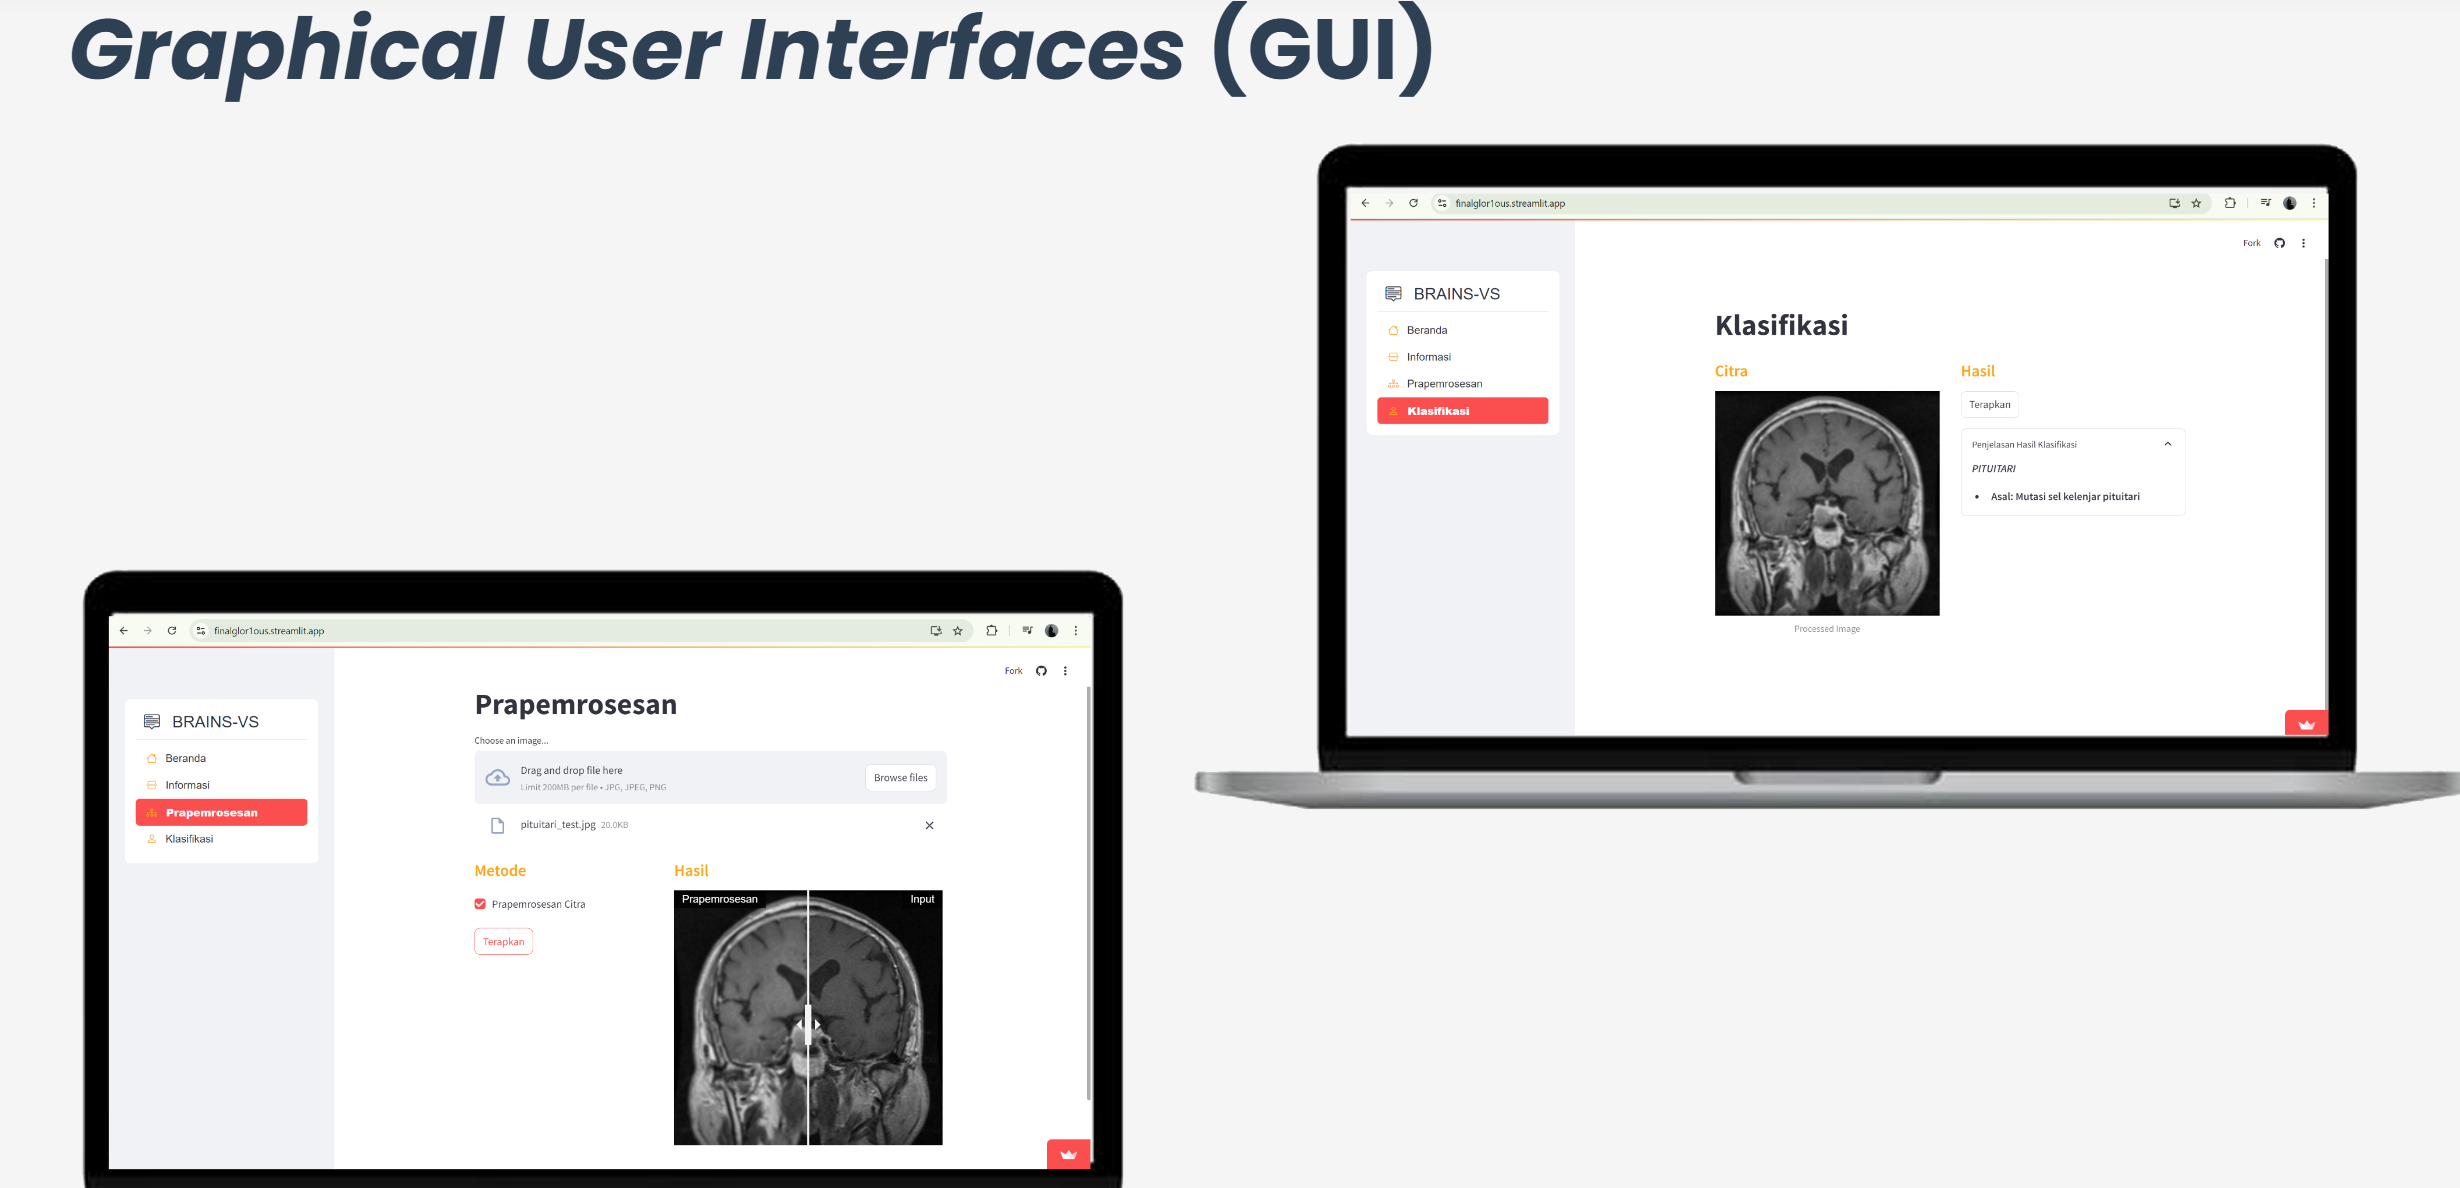 Graphical User Interfaces (GUI)
finalglor1ous.streamlit.app
Fork
BRAINS-VS
Beranda
Informasi
Prapemrosesan
Klasifikasi
Klasifikasi
Citra
Processed Image
Hasil
Terapkan
Penjelasan Hasil Klasifikasi
PITUITARI
• Asal: Mutasi sel kelenjar pituitari
finalglor1ous.streamlit.app
Fork
BRAINS-VS
Beranda
Informasi
Prapemrosesan
Klasifikasi
Prapemrosesan
Choose an image...
Drag and drop file here
Limit 200MB per file • JPG, JPEG, PNG
Browse files
pituitari_test.jpg 20.0KB
Metode
Prapemrosesan Citra
Terapkan
Hasil
Prapemrosesan Input